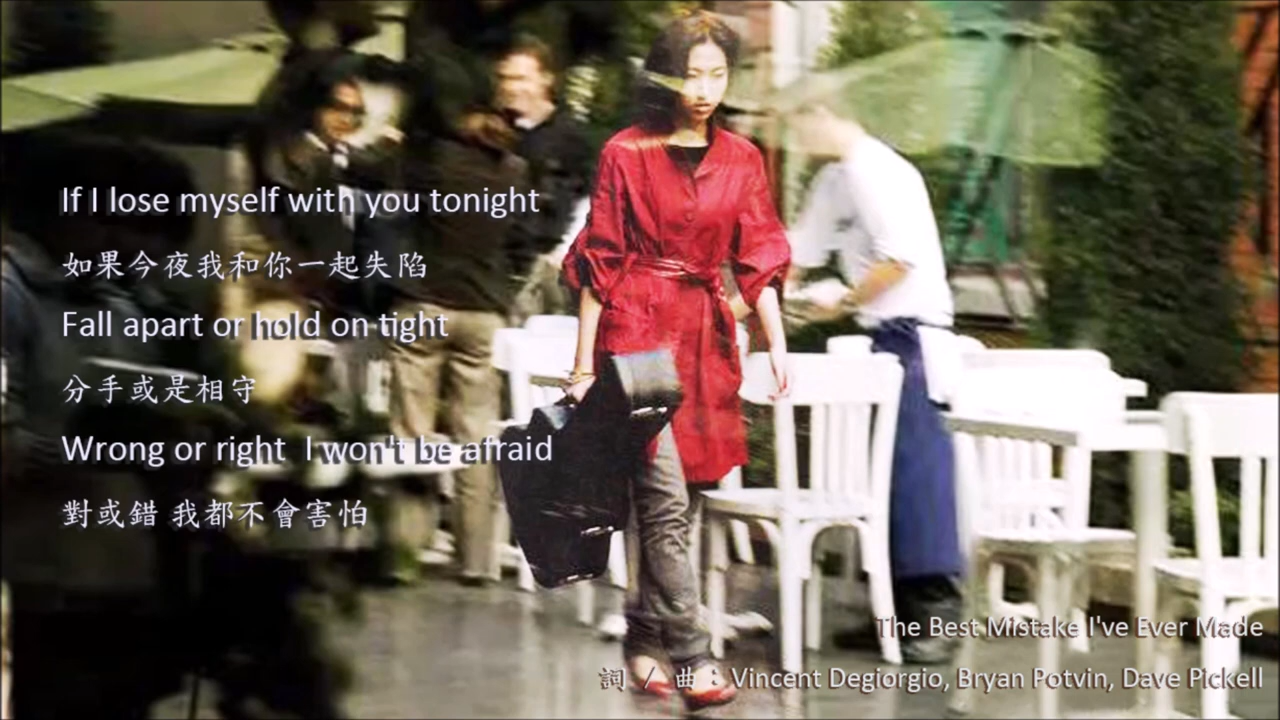 If I lose myself with you tonight
如果今夜我和你一起失陷
Fall apart or hold on tight
分手或是相守
Wrong or right  I won't be afraid
對或錯 我都不會害怕
The Best Mistake I've Ever Made
詞 / 曲 : Vincent Degiorgio, Bryan Potvin, Dave Pickell